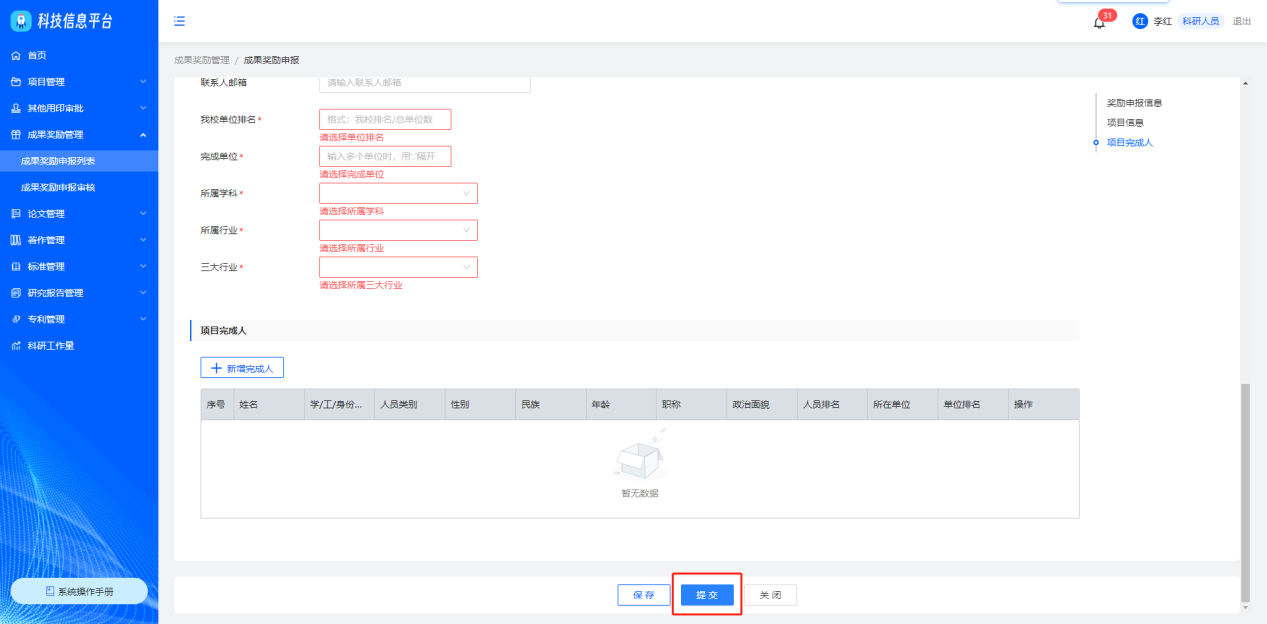 科技信息平台
31
红 李红 科研人员 退出
首页
项目管理
其他用印审批
成果奖励管理
成果奖励申报列表
成果奖励申报审核
论文管理
著作管理
标准管理
研究报告管理
专利管理
科研工作量
系统操作手册
成果奖励管理 / 成果奖励申报
联系人邮箱 请输入联系人邮箱
我校单位排名* 格式：我校排名/总单位数
请选择单位排名
完成单位* 输入多个单位时，用','隔开
请选择完成单位
所属学科*
请选择所属学科
所属行业*
请选择所属行业
三大行业*
请选择所属三大行业
奖励申报信息
项目信息
项目完成人
项目完成人
新增完成人
序号 姓名 学/工/身份... 人员类别 性别 民族 年龄 职称 政治面貌 人员排名 所在单位 单位排名 操作
暂无数据
保存 提交 关闭